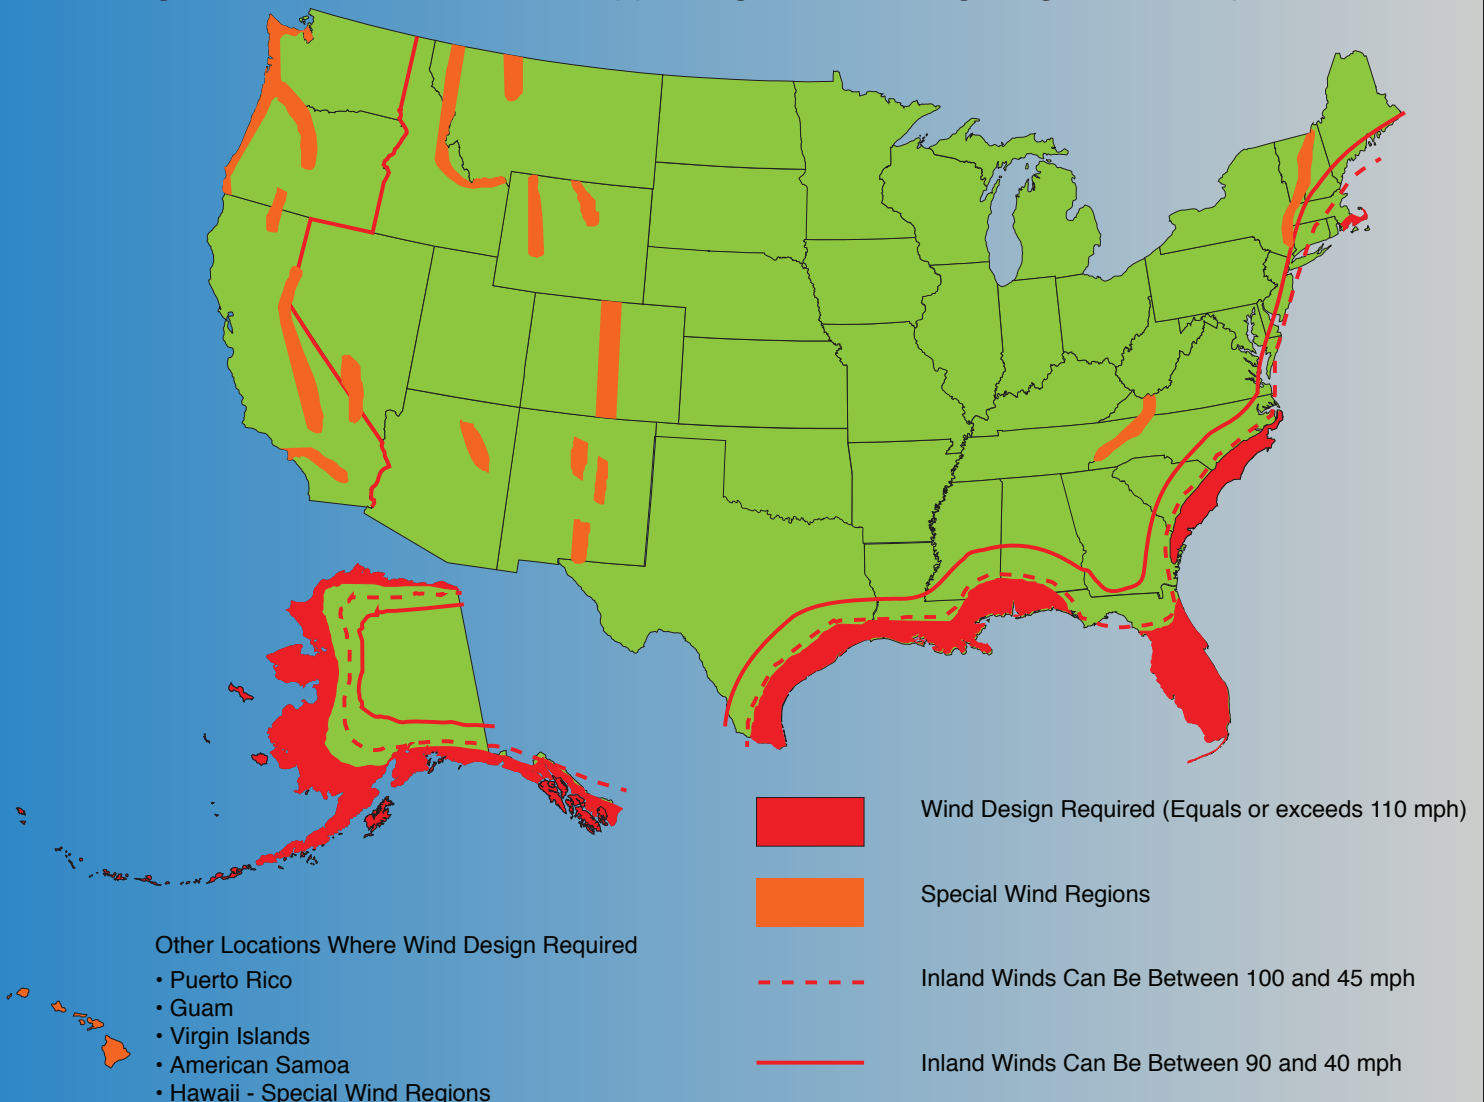 Wind Design Required (Equals or exceeds 110 mph)
Special Wind Regions
Inland Winds Can Be Between 100 and 45 mph
Inland Winds Can Be Between 90 and 40 mph
Other Locations Where Wind Design Required
• Puerto Rico
• Guam
• Virgin Islands
• American Samoa
• Hawaii - Special Wind Regions